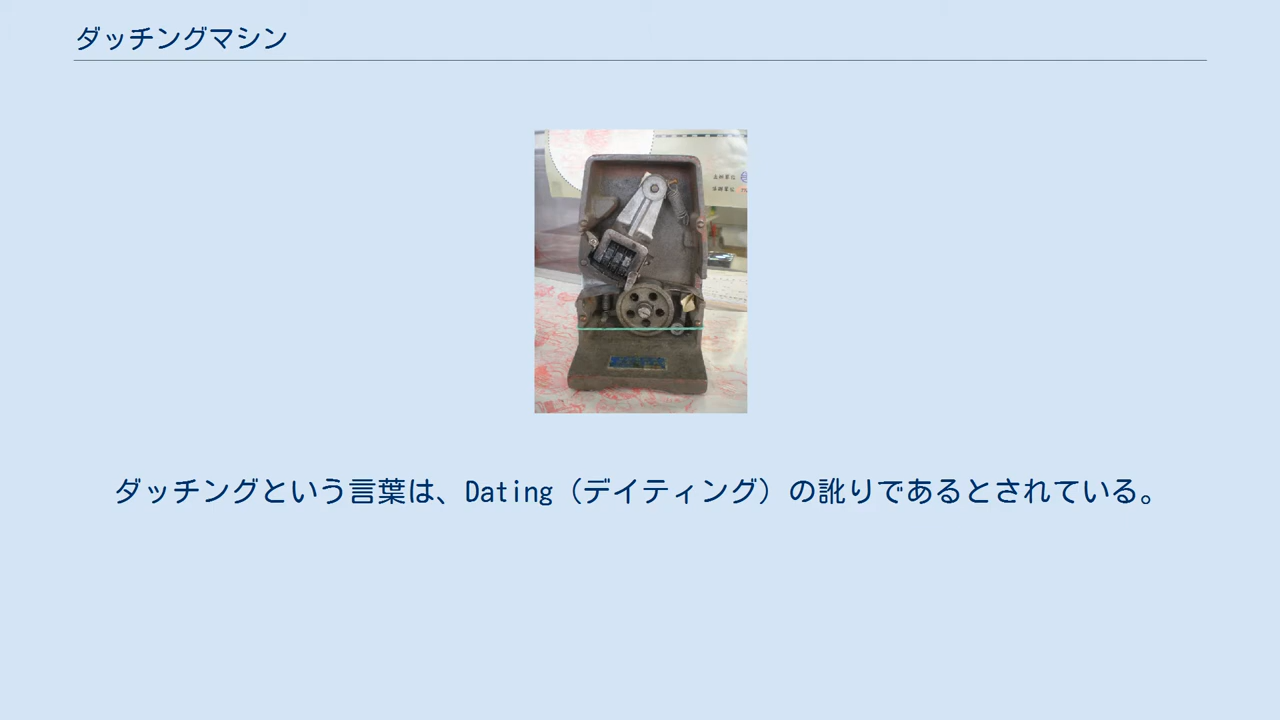 ダッチングマシン
ダッチングという言葉は、Dating（デイティング）の訛りであるとされている。